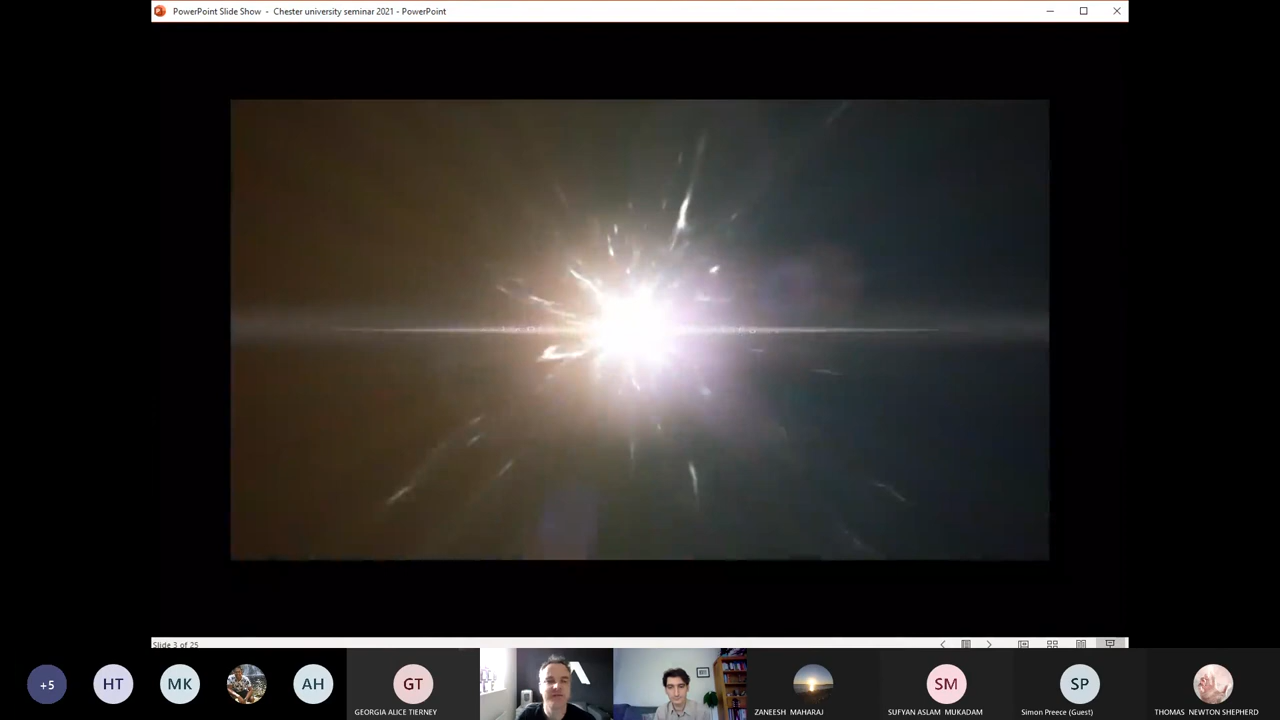 PowerPoint Slide Show - Chester university seminar 2021 - PowerPoint
Slide 3 of 25
+5
HT
MK
AH
GT
SM
SP
GEORGIA ALICE TIERNEY
ZANEESH MAHARAJ
SUFYAN ASLAM MUKADAM
Simon Preece (Guest)
THOMAS NEWTON SHEPHERD